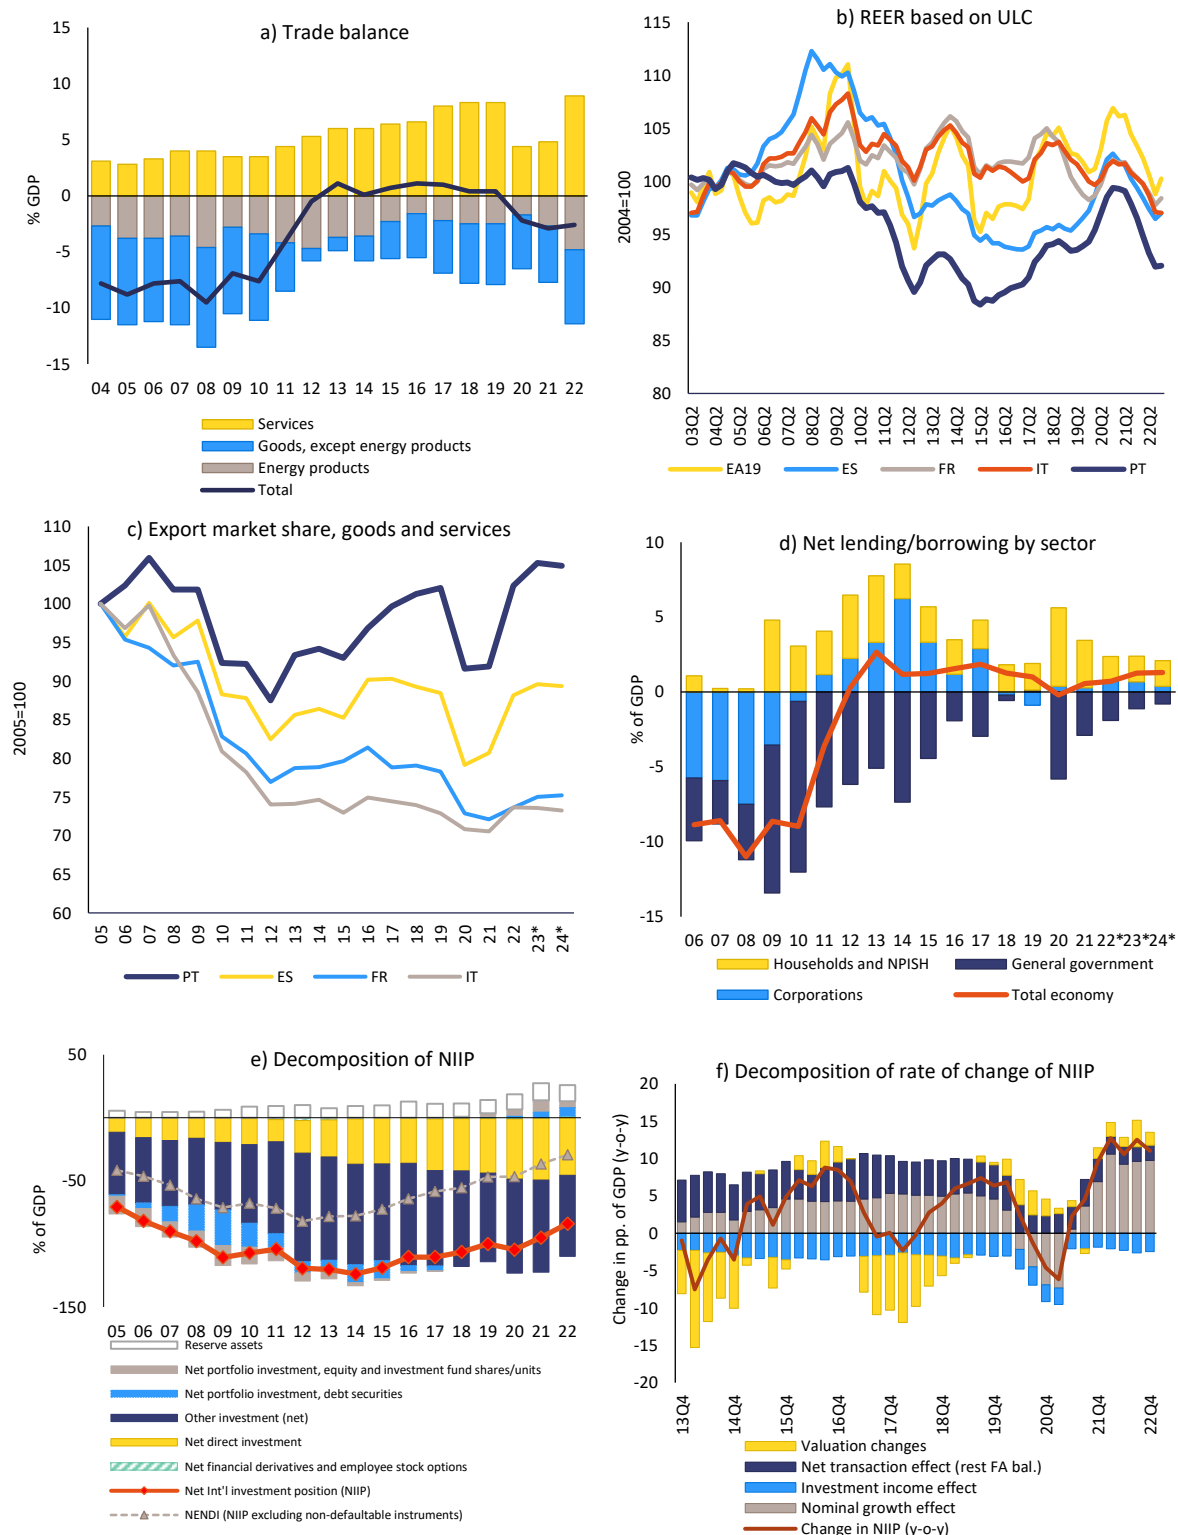 a) Trade balance
% GDP
15
10
5
0
-5
-10
-15
04 05 06 07 08 09 10 11 12 13 14 15 16 17 18 19 20 21 22
Services
Goods, except energy products
Energy products
Total
b) REER based on ULC
2004=100
115
110
105
100
95
90
85
80
03Q2 04Q2 05Q2 06Q2 07Q2 08Q2 09Q2 10Q2 11Q2 12Q2 13Q2 14Q2 15Q2 16Q2 17Q2 18Q2 19Q2 20Q2 21Q2 22Q2
EA19 ES FR IT PT
c) Export market share, goods and services
2005=100
110
105
100
95
90
85
80
75
70
65
60
05 06 07 08 09 10 11 12 13 14 15 16 17 18 19 20 21 22 23* 24*
PT ES FR IT
d) Net lending/borrowing by sector
% of GDP
10
5
0
-5
-10
-15
06 07 08 09 10 11 12 13 14 15 16 17 18 19 20 21 22* 23* 24*
Households and NPISH General government
Corporations Total economy
e) Decomposition of NIIP
% of GDP
50
-50
-150
05 06 07 08 09 10 11 12 13 14 15 16 17 18 19 20 21 22
Reserve assets
Net portfolio investment, equity and investment fund shares/units
Net portfolio investment, debt securities
Other investment (net)
Net direct investment
Net financial derivatives and employee stock options
Net Int'l investment position (NIIP)
NENDI (NIIP excluding non-defaultable instruments)
f) Decomposition of rate of change of NIIP
Change in pp. of GDP (y-o-y)
20
15
10
5
0
-5
-10
-15
-20
13Q4 14Q4 15Q4 16Q4 17Q4 18Q4 19Q4 20Q4 21Q4 22Q4
Valuation changes
Net transaction effect (rest FA bal.)
Investment income effect
Nominal growth effect
Change in NIIP (y-o-y)